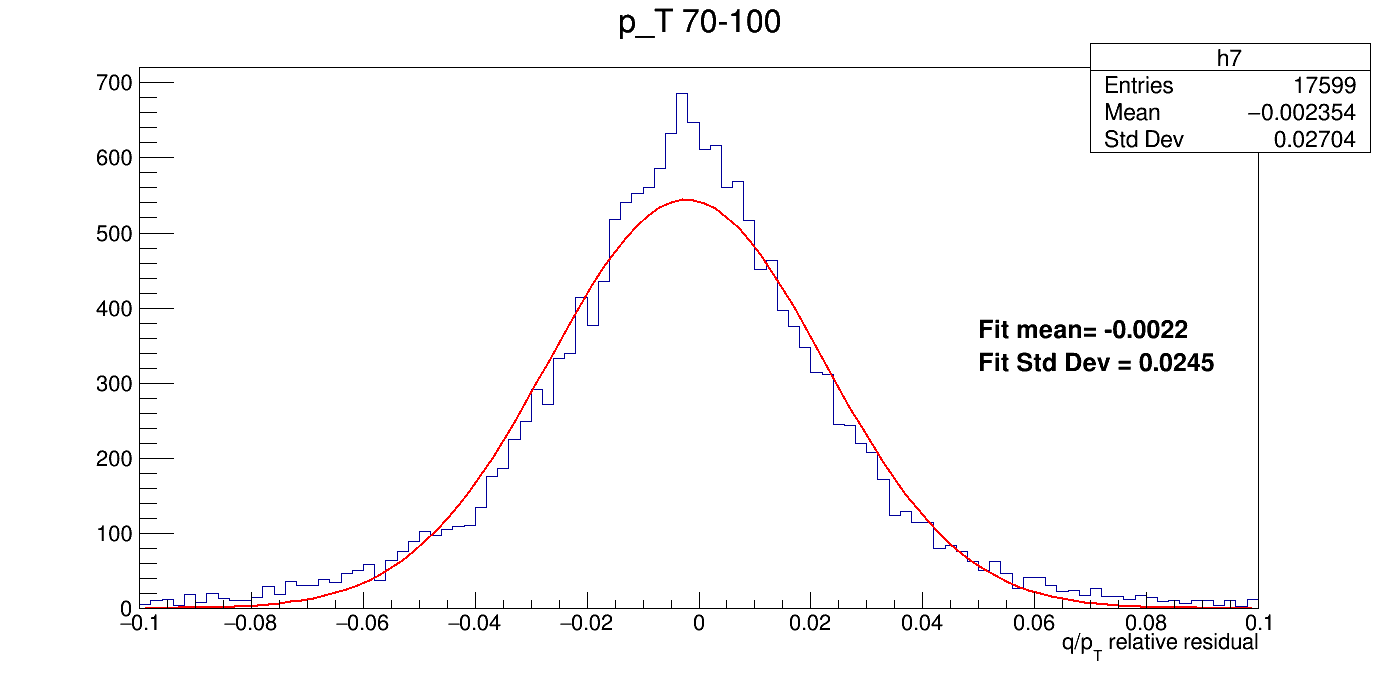 p_T 70-100
h7
Entries 17599
Mean −0.002354
Std Dev 0.02704
700
600
500
400
300
200
100
0
Fit mean= -0.0022
Fit Std Dev = 0.0245
−0.1 −0.08 −0.06 −0.04 −0.02 0 0.02 0.04 0.06 0.08 0.1
q/p_T relative residual